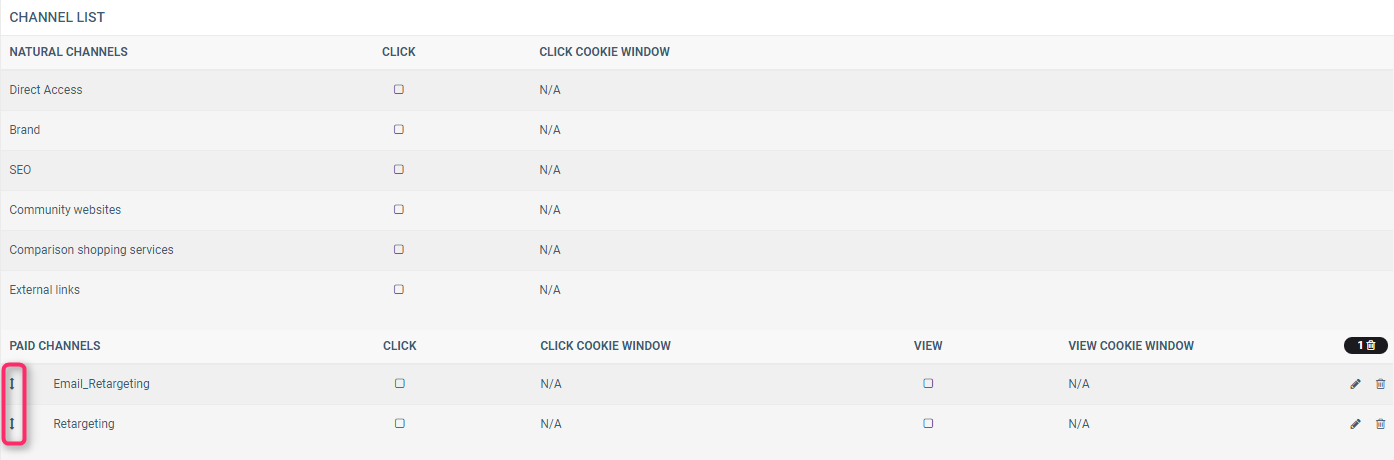 CHANNEL LIST
NATURAL CHANNELS CLICK CLICK COOKIE WINDOW
Direct Access N/A
Brand N/A
SEO N/A
Community websites N/A
Comparison shopping services N/A
External links N/A
PAID CHANNELS CLICK CLICK COOKIE WINDOW VIEW VIEW COOKIE WINDOW 1
Email_Retargeting N/A N/A
Retargeting N/A N/A